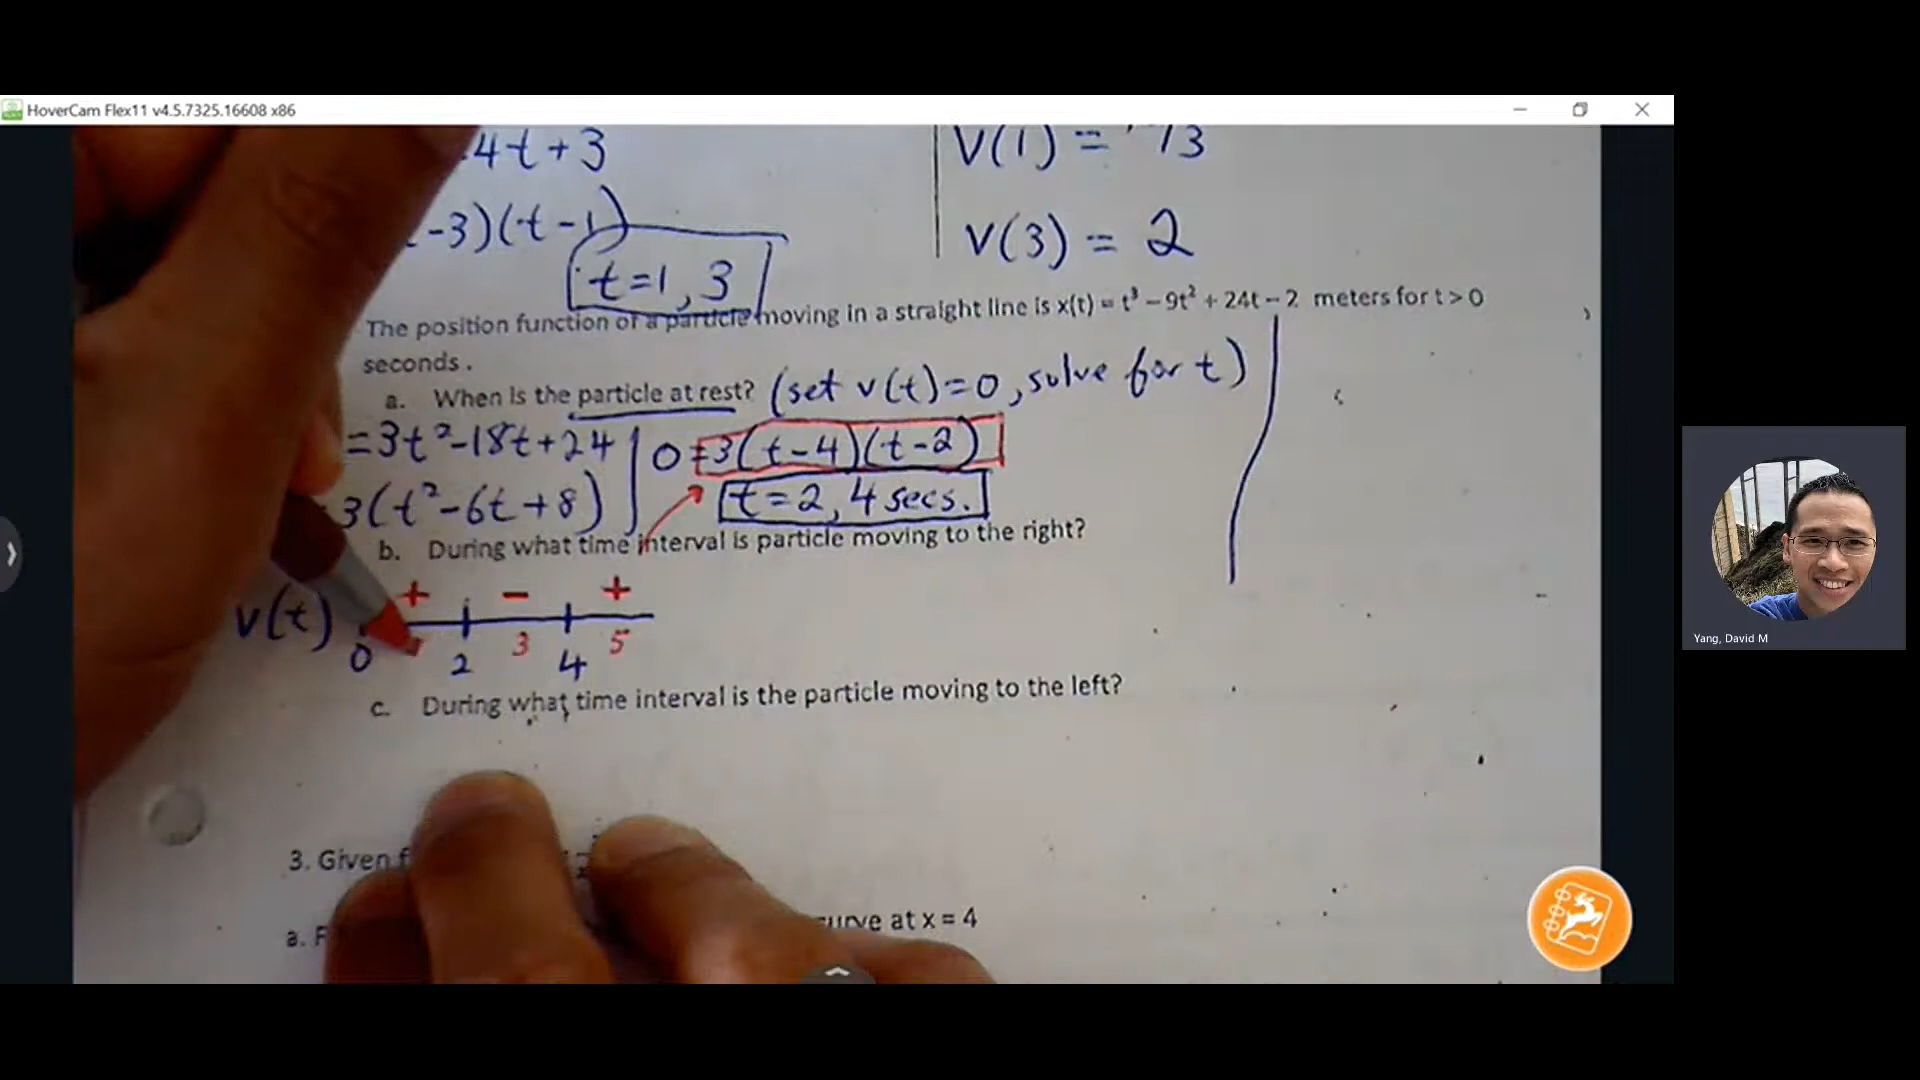 HoverCam Flex11 v4.5.7325.16608 x86
4t+3
V(1) = 13
-3)(t-1)
V(3) = 2
t=1, 3
The position function of a particle moving in a straight line is x(t) = t³ - 9t² + 24t - 2 meters for t > 0
seconds.
a. When is the particle at rest? (set v(t)=0, solve for t)
=3t²-18t+24 0=3(t-4)(t-2)
3(t²-6t+8) t=2, 4 secs.
b. During what time interval is particle moving to the right?
+ - +
v(t)
0 2 3 4 5
c. During what time interval is the particle moving to the left?
3. Given
a. curve at x = 4
Yang, David M